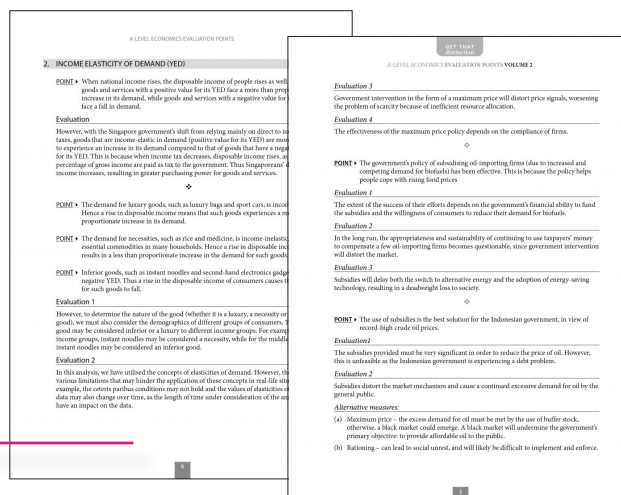 A-LEVEL ECONOMICS EVALUATION POINTS
2. INCOME ELASTICITY OF DEMAND (YED)
POINT ▸ When national income rises, the disposable income of people rises as well
goods and services with a positive value for its YED face a more than prop
increase in its demand, while goods and services with a negative value for
face a fall in demand.
Evaluation
However, with the Singapore government's shift from relying mainly on direct to in
taxes, goods that are income-elastic in demand (positive value for its YED) are mor
to experience an increase in its demand compared to that of goods that have a nega
for its YED. This is because when income tax decreases, disposable income rises, as
percentage of gross income are paid as tax to the government. Thus Singaporeans' d
income increases, resulting in greater purchasing power for goods and services.
❖
POINT ▸ The demand for luxury goods, such as luxury bags and sport cars, is incom
Hence a rise in disposable income means that such goods experiences a m
proportionate increase in its demand.
POINT ▸ The demand for necessities, such as rice and medicine, is income-inelastic
essential commodities in many households. Hence a rise in disposable inc
results in a less than proportionate increase in the demand for such goods
POINT ▸ Inferior goods, such as instant noodles and second-hand electronics gadge
negative YED. Thus a rise in the disposable income of consumers causes t
for such goods to fall.
Evaluation 1
However, to determine the nature of the good (whether it is a luxury, a necessity or
good), we must also consider the demographics of different groups of consumers. T
good may be considered inferior or a luxury to different income groups. For examp
income groups, instant noodles may be considered a necessity, while for the middle
instant noodles may be considered an inferior good.
Evaluation 2
In this analysis, we have utilised the concepts of elasticities of demand. However, th
various limitations that may hinder the application of these concepts in real-life situ
example, the ceteris paribus conditions may not hold and the values of elasticities o
data may also change over time, as the length of time under consideration of the an
have an impact on the data.
6
GET THAT
distinction
A-LEVEL ECONOMICS EVALUATION POINTS VOLUME 2
Evaluation 3
Government intervention in the form of a maximum price will distort price signals, worsening
the problem of scarcity because of inefficient resource allocation.
Evaluation 4
The effectiveness of the maximum price policy depends on the compliance of firms.
❖
POINT ▸ The government's policy of subsidising oil-importing firms (due to increased and
competing demand for biofuels) has been effective. This is because the policy helps
people cope with rising food prices
Evaluation 1
The extent of the success of their efforts depends on the government's financial ability to fund
the subsidies and the willingness of consumers to reduce their demand for biofuels.
Evaluation 2
In the long run, the appropriateness and sustainability of continuing to use taxpayers' money
to compensate a few oil-importing firms becomes questionable, since government intervention
will distort the market.
Evaluation 3
Subsidies will delay both the switch to alternative energy and the adoption of energy-saving
technology, resulting in a deadweight loss to society.
❖
POINT ▸ The use of subsidies is the best solution for the Indonesian government, in view of
record-high crude oil prices.
Evaluation1
The subsidies provided must be very significant in order to reduce the price of oil. However,
this is unfeasible as the Indonesian government is experiencing a debt problem.
Evaluation 2
Subsidies distort the market mechanism and cause a continued excessive demand for oil by the
general public.
Alternative measures:
(a) Maximum price – the excess demand for oil must be met by the use of buffer stock,
otherwise, a black market could emerge. A black market will undermine the government's
primary objective: to provide affordable oil to the public.
(b) Rationing – can lead to social unrest, and will likely be difficult to implement and enforce.